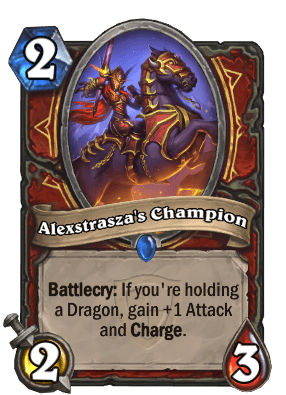 2
Alexstrasza's Champion
Battlecry: If you're holding
a Dragon, gain +1 Attack
and Charge.
2 3